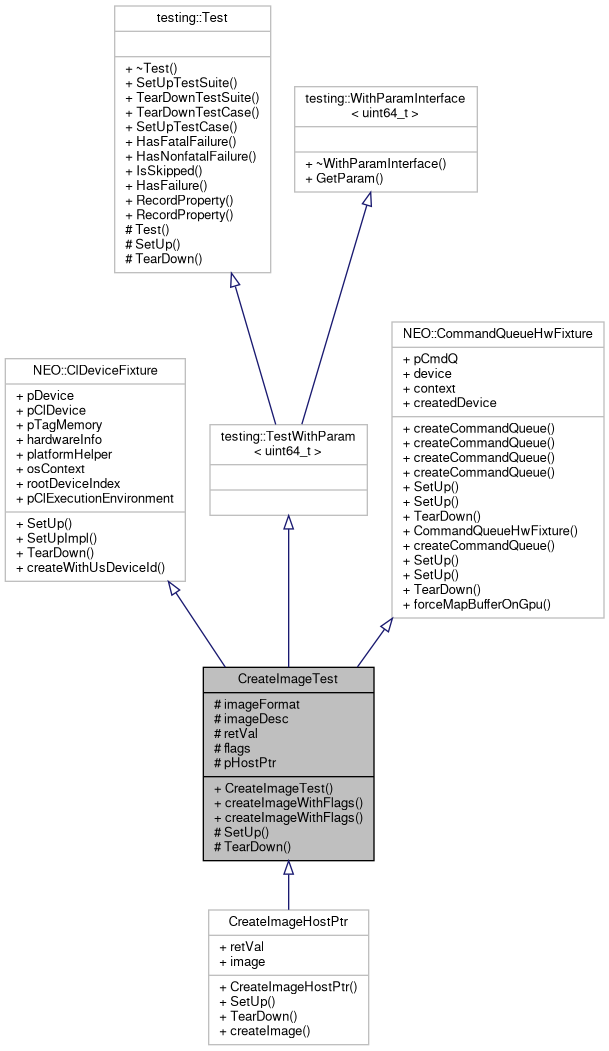 testing::Test
+ ~Test()
+ SetUpTestSuite()
+ TearDownTestSuite()
+ TearDownTestCase()
+ SetUpTestCase()
+ HasFatalFailure()
+ HasNonfatalFailure()
+ IsSkipped()
+ HasFailure()
+ RecordProperty()
+ RecordProperty()
# Test()
# SetUp()
# TearDown()
testing::WithParamInterface
< uint64_t >
+ ~WithParamInterface()
+ GetParam()
NEO::ClDeviceFixture
+ pDevice
+ pClDevice
+ pTagMemory
+ hardwareInfo
+ platformHelper
+ osContext
+ rootDeviceIndex
+ pClExecutionEnvironment
+ SetUp()
+ SetUpImpl()
+ TearDown()
+ createWithUsDeviceId()
testing::TestWithParam
< uint64_t >
NEO::CommandQueueHwFixture
+ pCmdQ
+ device
+ context
+ createdDevice
+ createCommandQueue()
+ createCommandQueue()
+ createCommandQueue()
+ createCommandQueue()
+ SetUp()
+ SetUp()
+ TearDown()
+ CommandQueueHwFixture()
+ createCommandQueue()
+ SetUp()
+ SetUp()
+ TearDown()
+ forceMapBufferOnGpu()
CreateImageTest
# imageFormat
# imageDesc
# retVal
# flags
# pHostPtr
+ CreateImageTest()
+ createImageWithFlags()
+ createImageWithFlags()
# SetUp()
# TearDown()
CreateImageHostPtr
+ retVal
+ image
+ CreateImageHostPtr()
+ SetUp()
+ TearDown()
+ createImage()